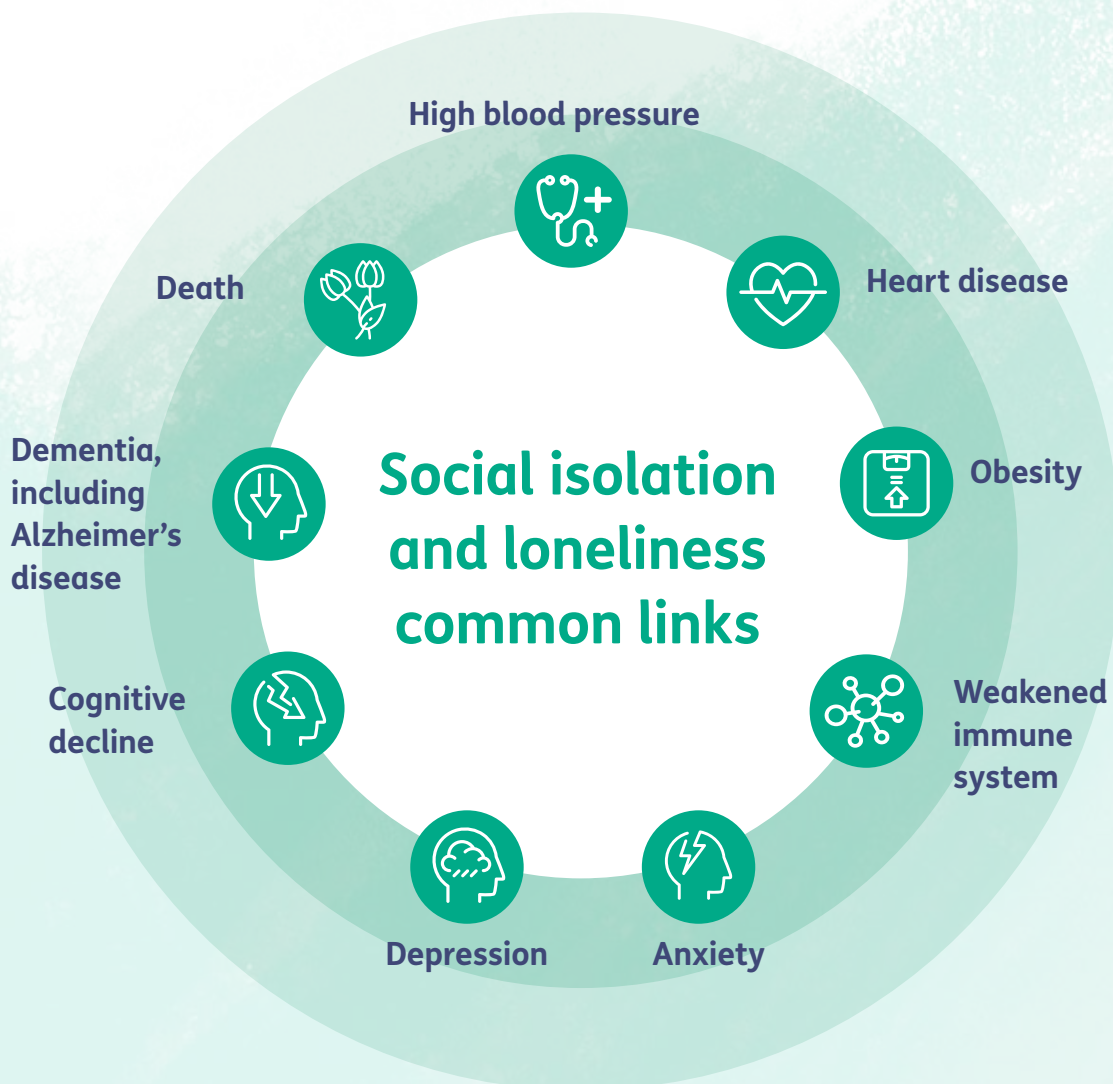 High blood pressure
Heart disease
Obesity
Weakened
immune
system
Anxiety
Depression
Cognitive
decline
Dementia,
including
Alzheimer’s
disease
Death
Social isolation
and loneliness
common links